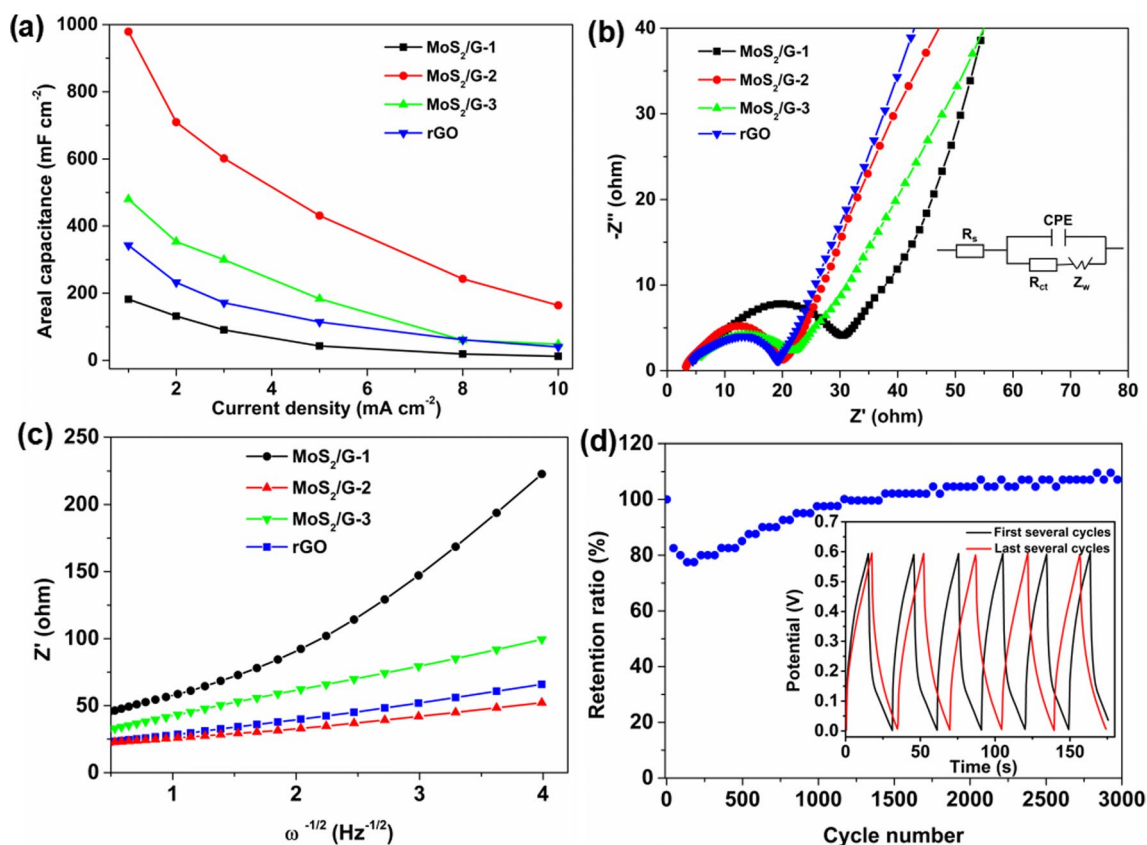 (a)
1000
800
600
400
200
0
Areal capacitance (mF cm⁻²)
MoS₂/G-1
MoS₂/G-2
MoS₂/G-3
rGO
2 4 6 8 10
Current density (mA cm⁻²)
(b)
40
30
20
10
0
-Z" (ohm)
MoS₂/G-1
MoS₂/G-2
MoS₂/G-3
rGO
CPE
Rₛ
R_ct Z_w
0 10 20 30 40 50 60 70 80
Z' (ohm)
(c)
250
200
150
100
50
0
Z' (ohm)
MoS₂/G-1
MoS₂/G-2
MoS₂/G-3
rGO
1 2 3 4
ω ⁻¹/² (Hz⁻¹/²)
(d)
120
100
80
60
40
20
0
Retention ratio (%)
0.7
0.6
0.5
0.4
0.3
0.2
0.1
0.0
Potential (V)
First several cycles
Last several cycles
0 50 100 150
Time (s)
0 500 1000 1500 2000 2500 3000
Cycle number